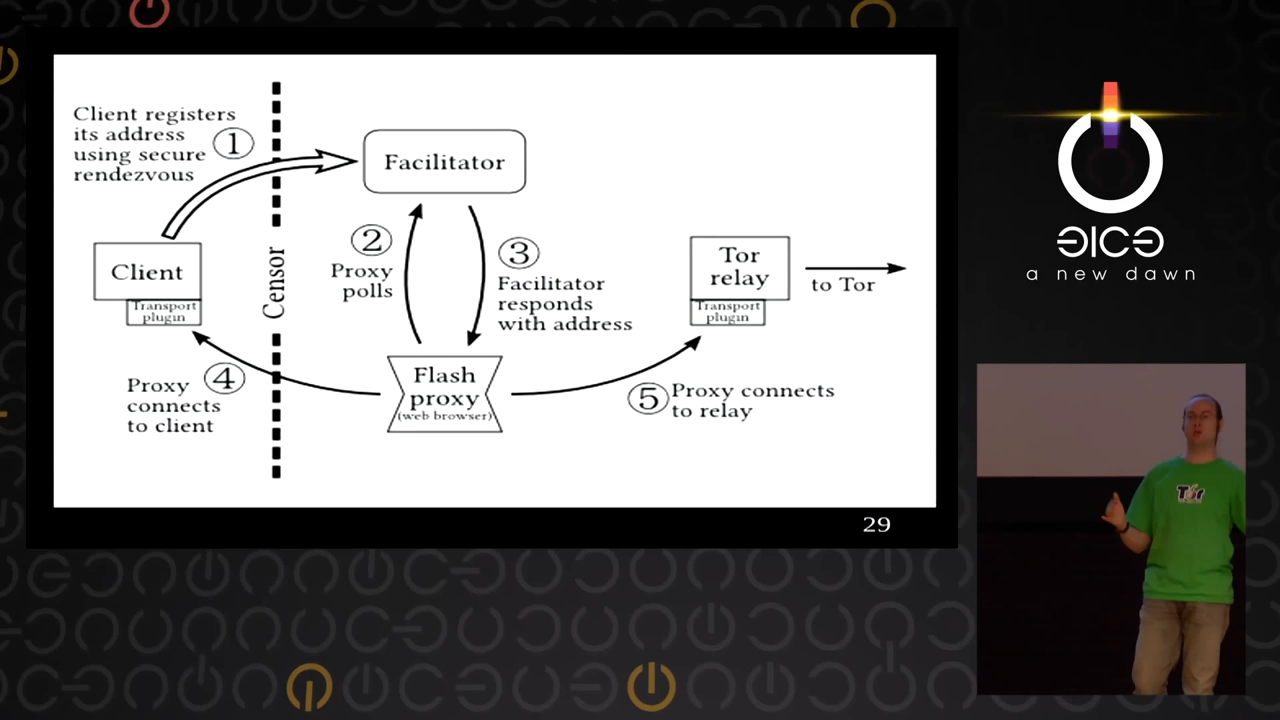 Client registers
its address
using secure
rendezvous
1
Facilitator
2
Proxy
polls
3
Facilitator
responds
with address
Client
Transport
plugin
Censor
Tor
relay
Transport
plugin
to Tor
4
Proxy
connects
to client
Flash
proxy
(web browser)
5
Proxy connects
to relay
29
a new dawn
Tor